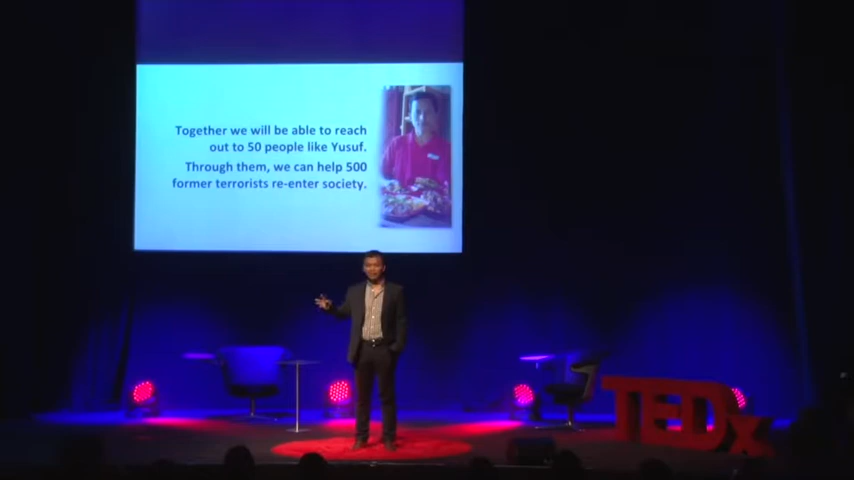 Together we will be able to reach
out to 50 people like Yusuf.
Through them, we can help 500
former terrorists re-enter society.
TEDx